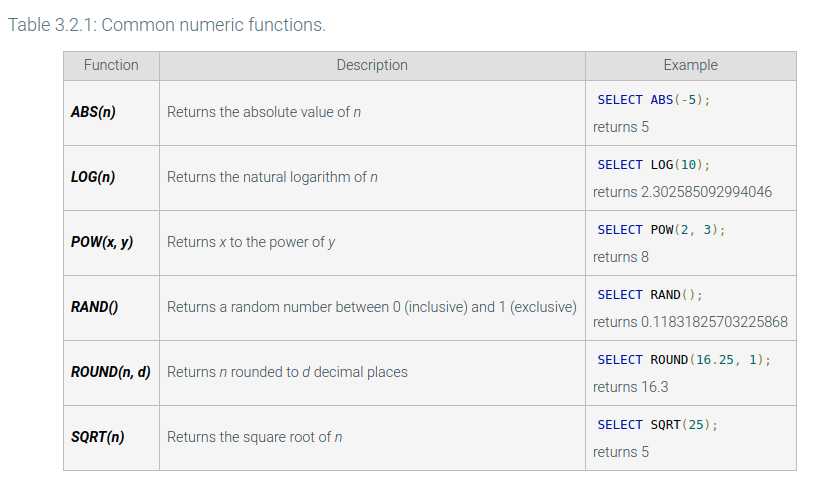 Table 3.2.1: Common numeric functions.
Function Description Example
ABS(n) Returns the absolute value of n SELECT ABS(-5);
returns 5
LOG(n) Returns the natural logarithm of n SELECT LOG(10);
returns 2.302585092994046
POW(x, y) Returns x to the power of y SELECT POW(2, 3);
returns 8
RAND() Returns a random number between 0 (inclusive) and 1 (exclusive) SELECT RAND();
returns 0.11831825703225868
ROUND(n, d) Returns n rounded to d decimal places SELECT ROUND(16.25, 1);
returns 16.3
SQRT(n) Returns the square root of n SELECT SQRT(25);
returns 5